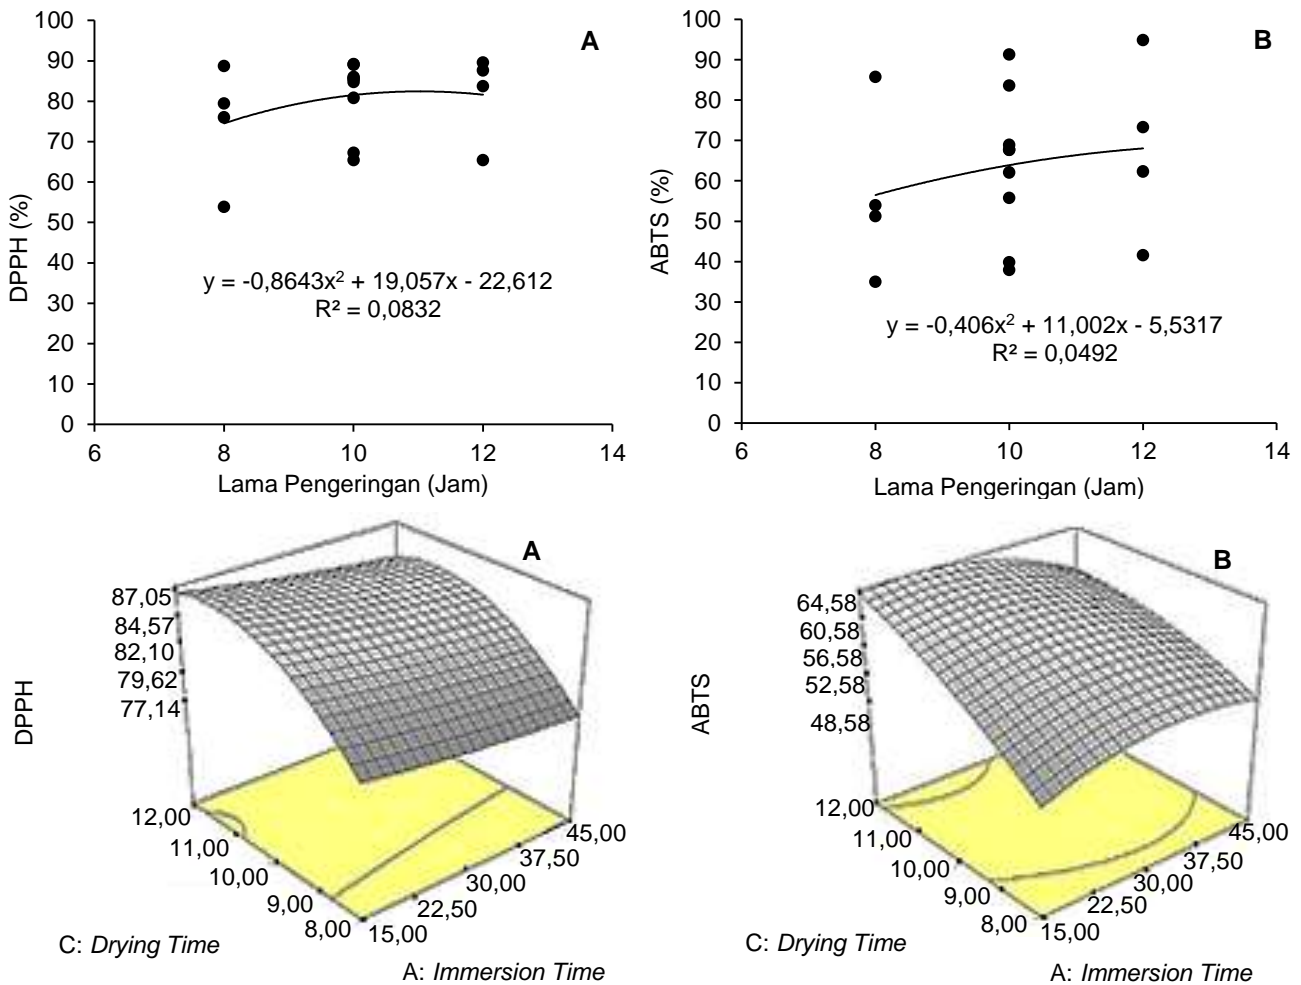 A
100
90
80
70
60
50
40
30
20
10
0
DPPH (%)
y = -0,8643x² + 19,057x - 22,612
R² = 0,0832
6 8 10 12 14
Lama Pengeringan (Jam)
B
100
90
80
70
60
50
40
30
20
10
0
ABTS (%)
y = -0,406x² + 11,002x - 5,5317
R² = 0,0492
6 8 10 12 14
Lama Pengeringan (Jam)
A
87,05
84,57
82,10
79,62
77,14
DPPH
12,00
11,00
10,00
9,00
8,00
15,00
22,50
30,00
37,50
45,00
C: Drying Time
A: Immersion Time
B
64,58
60,58
56,58
52,58
48,58
ABTS
12,00
11,00
10,00
9,00
8,00
15,00
22,50
30,00
37,50
45,00
C: Drying Time
A: Immersion Time